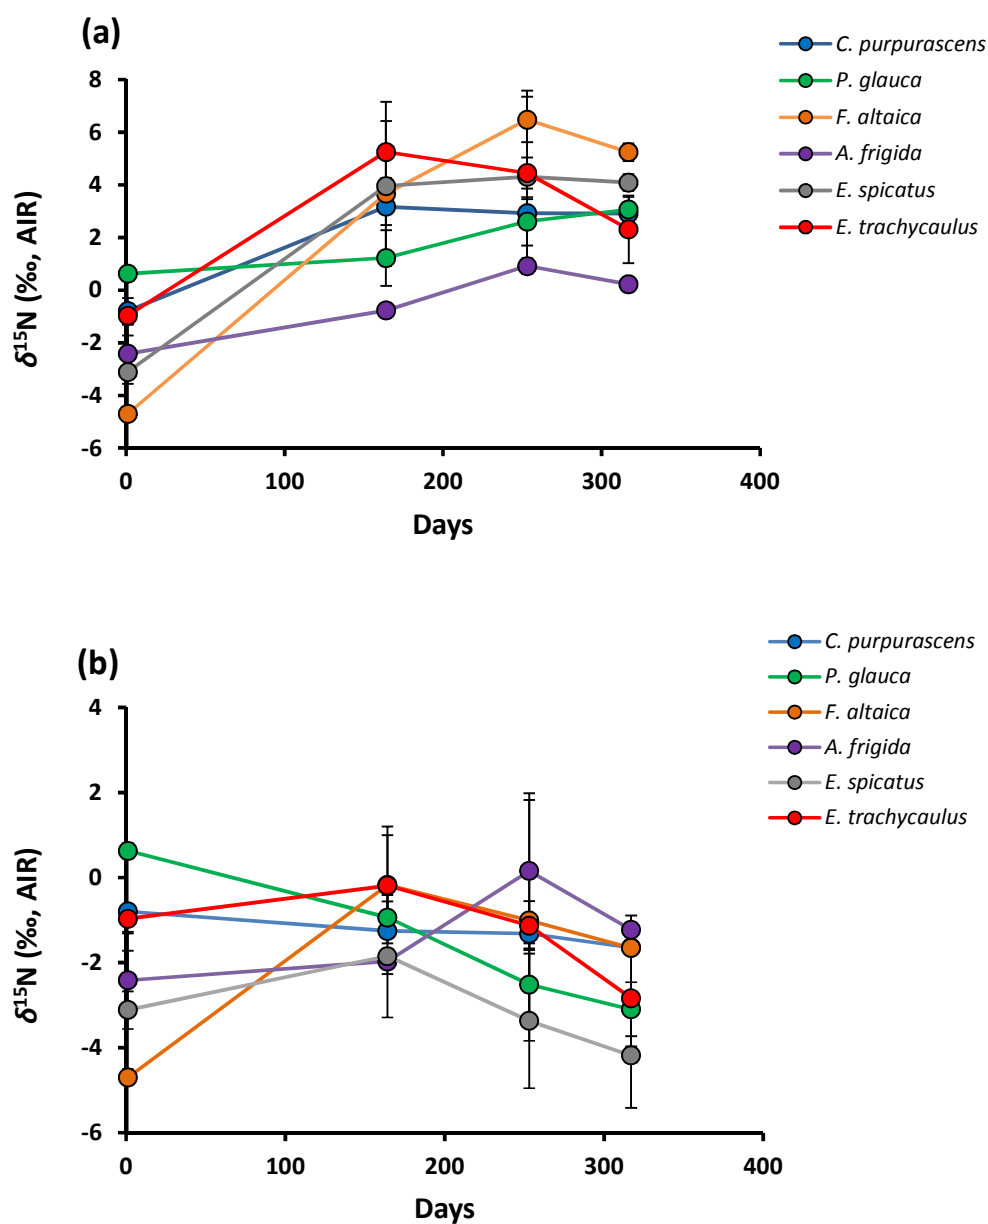 (a)
C. purpurascens
P. glauca
F. altaica
A. frigida
E. spicatus
E. trachycaulus
δ¹⁵N (‰, AIR)
8
6
4
2
0
-2
-4
-6
0 100 200 300 400
Days
(b)
C. purpurascens
P. glauca
F. altaica
A. frigida
E. spicatus
E. trachycaulus
δ¹⁵N (‰, AIR)
4
2
0
-2
-4
-6
0 100 200 300 400
Days